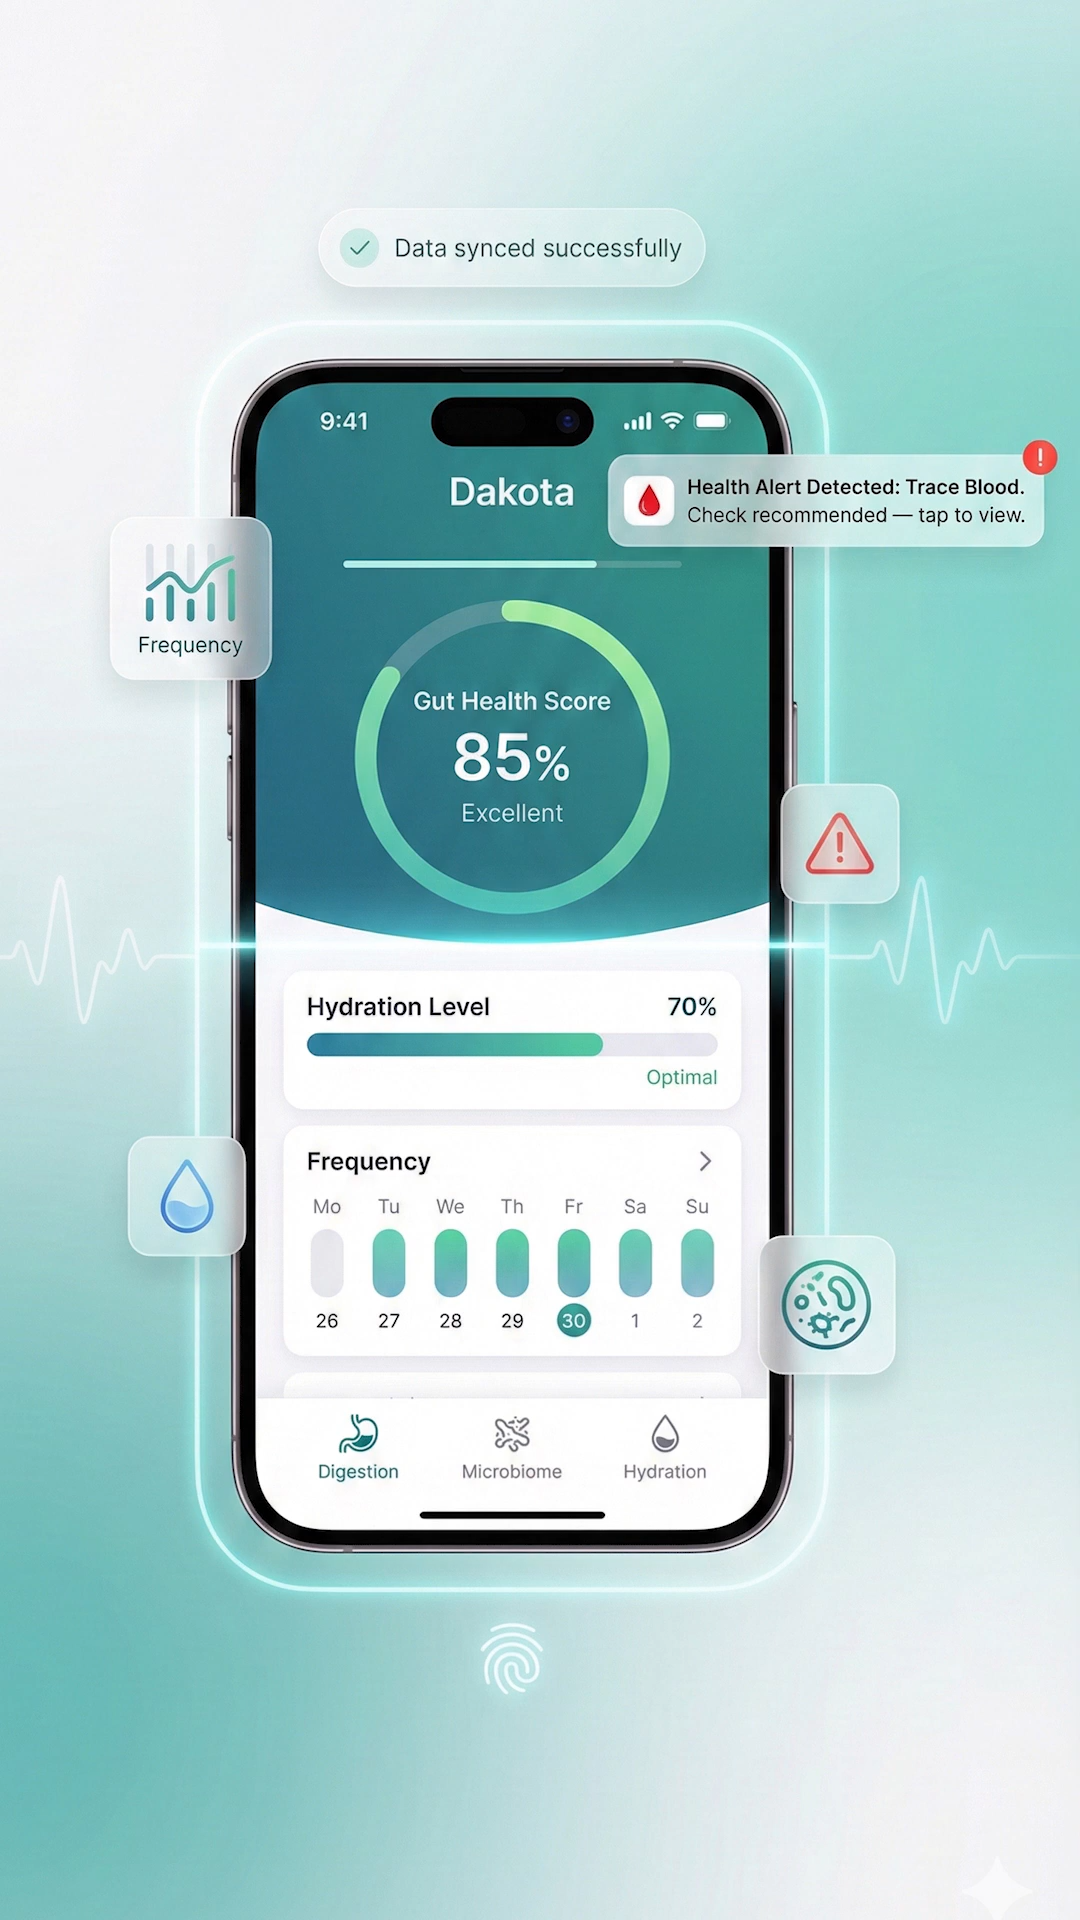 Data synced successfully
9:41
Dakota
Health Alert Detected: Trace Blood.
Check recommended — tap to view.
Frequency
Gut Health Score
85%
Excellent
Hydration Level 70%
Optimal
Frequency
Mo Tu We Th Fr Sa Su
26 27 28 29 30 1 2
Digestion Microbiome Hydration